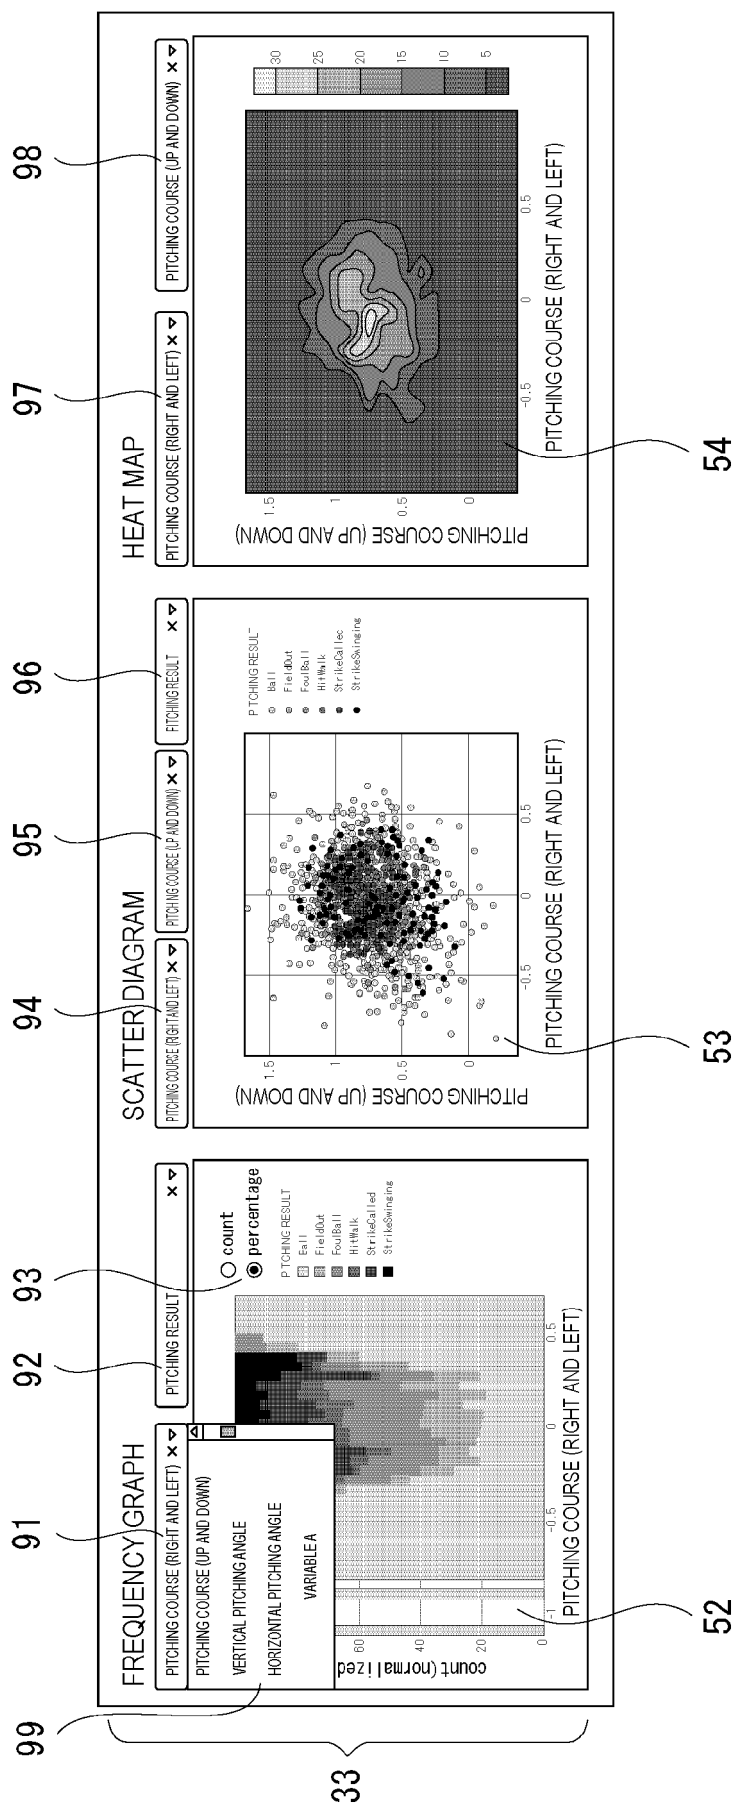 33
99
91
92
93
94
95
96
97
98
FREQUENCY GRAPH
PITCHING COURSE (RIGHT AND LEFT)
PITCHING RESULT
PITCHING COURSE (UP AND DOWN)
VERTICAL PITCHING ANGLE
HORIZONTAL PITCHING ANGLE
VARIABLE A
count
percentage
PITCHING RESULT
Eall
FieldOut
FoulBall
HitWalk
StrikeCalled
StrikeSwinging
count(normalized
60
40
20
0
-1
-0.5
0
0.5
PITCHING COURSE (RIGHT AND LEFT)
52
SCATTER DIAGRAM
PITCHING COURSE (RIGHT AND LEFT)
PITCHING COURSE (UP AND DOWN)
PITCHING RESULT
PITCHING COURSE (UP AND DOWN)
1.5
1
0.5
0
-0.5
0
0.5
PITCHING COURSE (RIGHT AND LEFT)
PITCHING RESUL
Ball
FieldOut
FoulBall
HitWalk
StrikeCallec
StrikeSwinging
53
HEAT MAP
PITCHING COURSE (RIGHT AND LEFT)
PITCHING COURSE (UP AND DOWN)
PITCHING COURSE (UP AND DOWN)
1.5
1
0.5
0
-0.5
0
0.5
PITCHING COURSE (RIGHT AND LEFT)
30
25
20
15
10
5
54